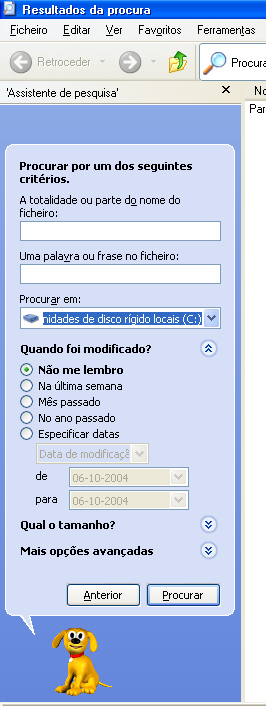 Resultados da procura
Ficheiro Editar Ver Favoritos Ferramentas
Retroceder Procura
'Assistente de pesquisa' No
Par
Procurar por um dos seguintes
critérios.
A totalidade ou parte do nome do
ficheiro:
Uma palavra ou frase no ficheiro:
Procurar em:
nidades de disco rígido locais (C:)
Quando foi modificado?
Não me lembro
Na última semana
Mês passado
No ano passado
Especificar datas
Data de modificaçã
de 06-10-2004
para 06-10-2004
Qual o tamanho?
Mais opções avançadas
Anterior Procurar